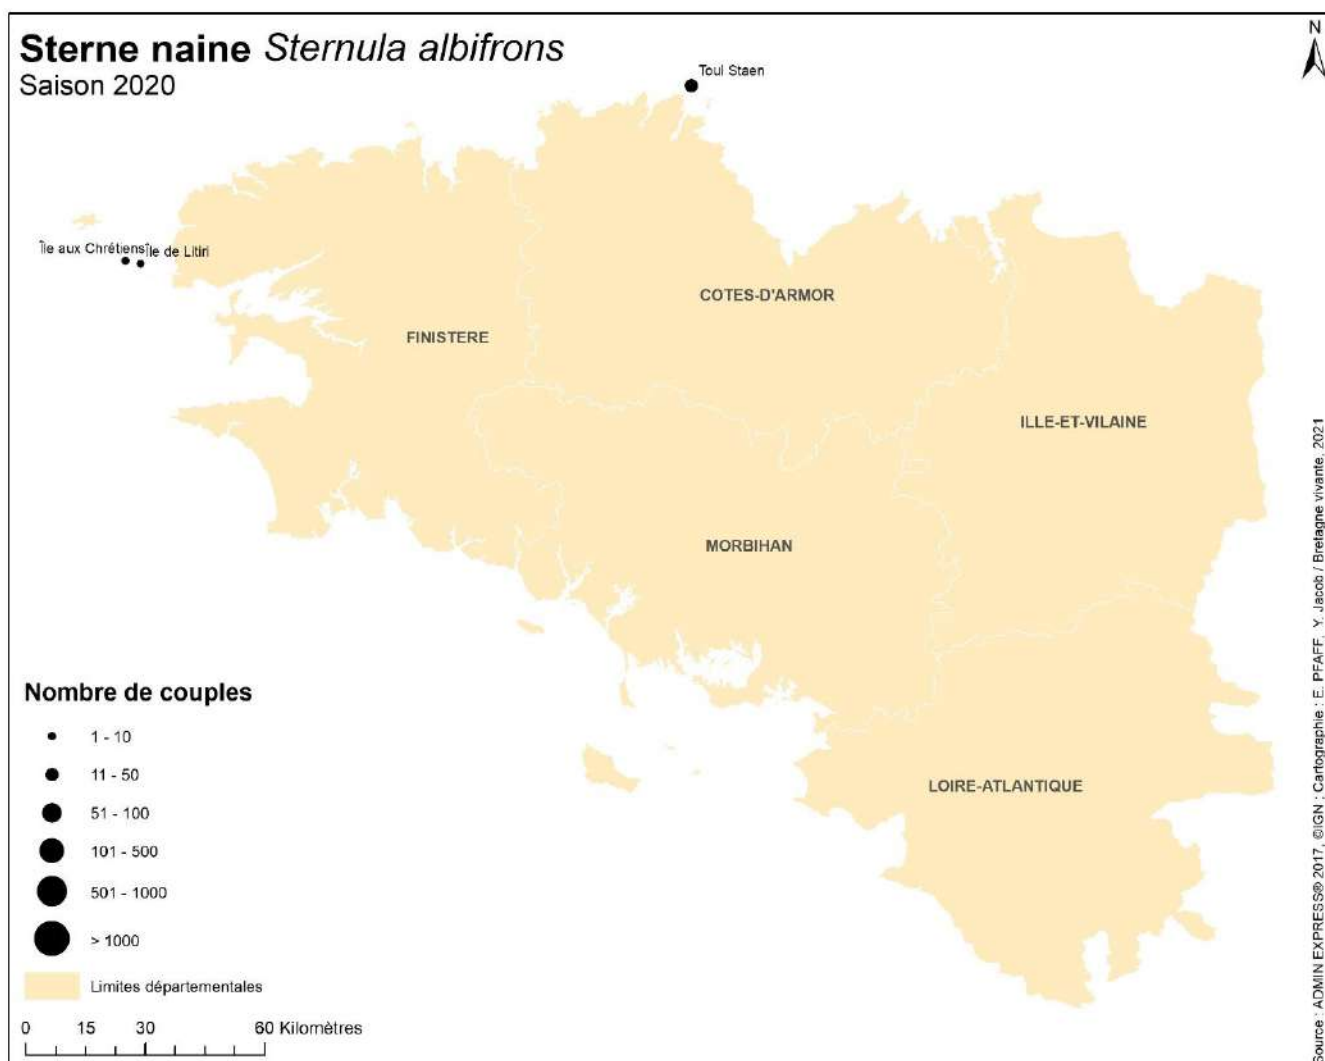 Sterne naine Sternula albifrons
Saison 2020
N
Toul Staen
Île aux Chrétiens
Île de Litiri
COTES-D'ARMOR
FINISTERE
ILLE-ET-VILAINE
MORBIHAN
LOIRE-ATLANTIQUE
Nombre de couples
1 - 10
11 - 50
51 - 100
101 - 500
501 - 1000
> 1000
Limites départementales
0 15 30 60 Kilomètres
Source : ADMIN EXPRESS® 2017, ©IGN ; Cartographie : E. PFAFF, Y. Jacob / Bretagne vivante, 2021